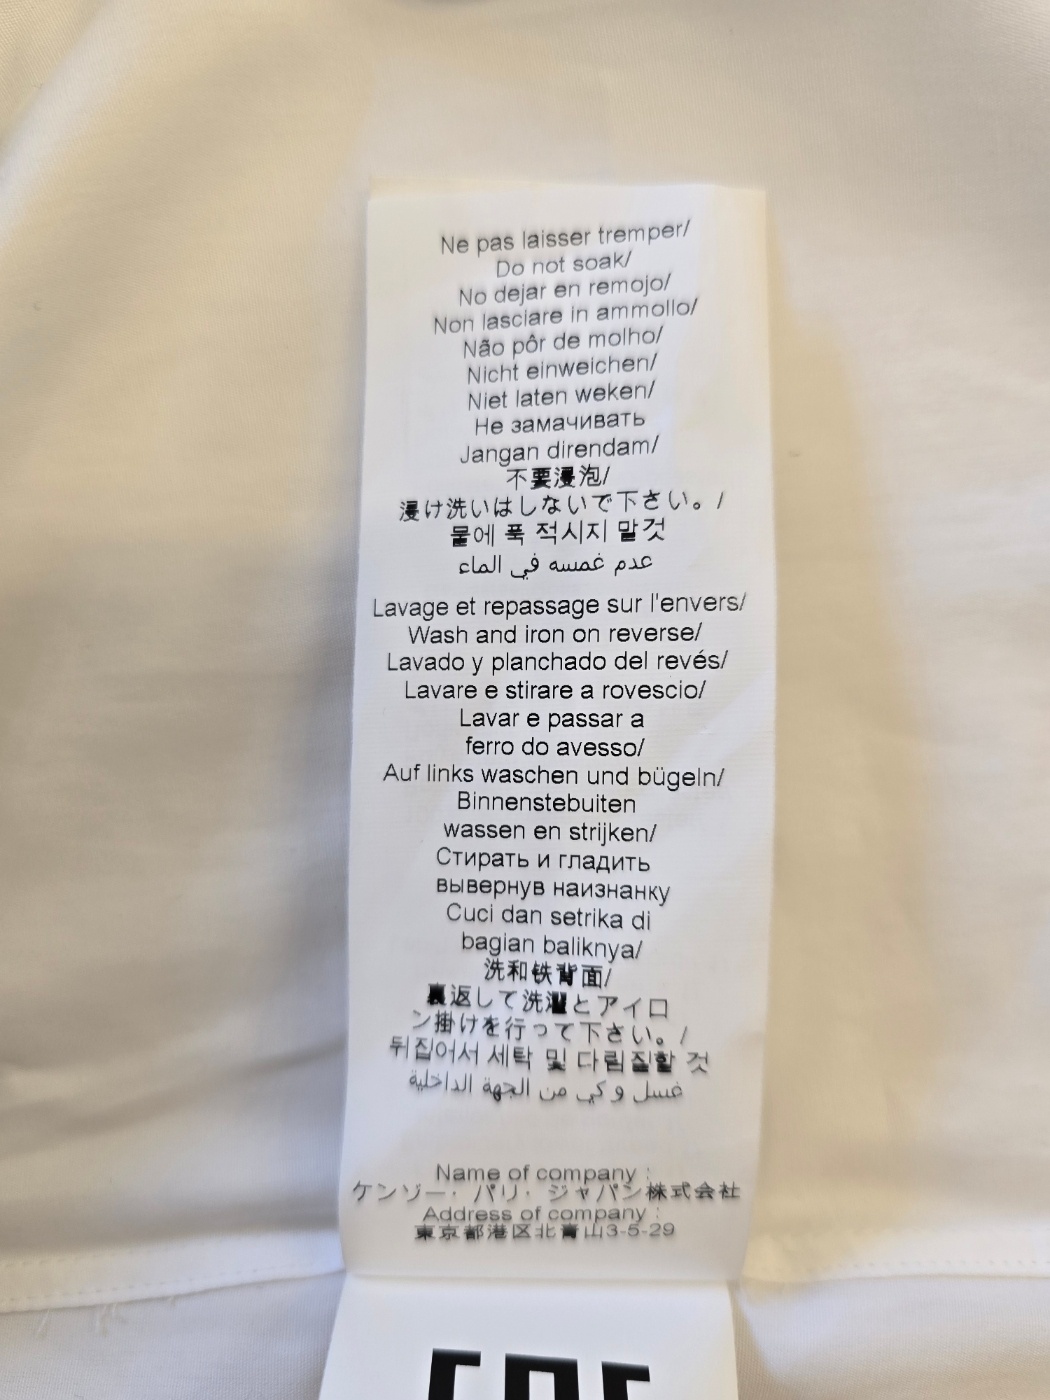 Ne pas laisser tremper/
Do not soak/
No dejar en remojo/
Non lasciare in ammollo/
Não pôr de molho/
Nicht einweichen/
Niet laten weken/
Не замачивать
Jangan direndam/
不要浸泡/
浸け洗いはしないで下さい。/
물에 푹 적시지 말것
عدم غمسه في الماء
Lavage et repassage sur l'envers/
Wash and iron on reverse/
Lavado y planchado del revés/
Lavare e stirare a rovescio/
Lavar e passar a
ferro do avesso/
Auf links waschen und bügeln/
Binnenstebuiten
wassen en strijken/
Стирать и гладить
вывернув наизнанку
Cuci dan setrika di
bagian baliknya/
洗和铁背面/
裏返して洗濯とアイロ
ン掛けを行って下さい。/
뒤집어서 세탁 및 다림질할 것
غسل و كي من الجهة الداخلية
Name of company :
ケンゾー・パリ・ジャパン株式会社
Address of company :
東京都港区北青山3-5-29